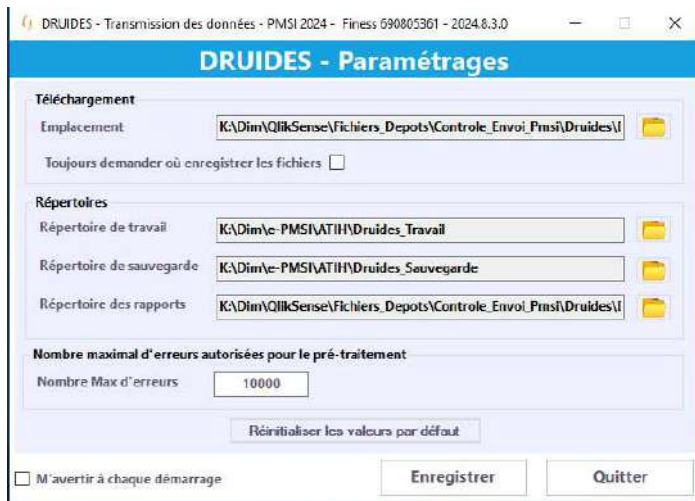 DRUIDES - Transmission des données - PMSI 2024 - Finess 690805361 - 2024.8.3.0
DRUIDES - Paramétrages
Téléchargement
Emplacement K:\Dim\QlikSense\Fichiers_Depots\Controle_Envoi_Pmsi\Druides\
Toujours demander où enregistrer les fichiers
Répertoires
Répertoire de travail K:\Dim\e-PMSI\ATIH\Druides_Travail
Répertoire de sauvegarde K:\Dim\e-PMSI\ATIH\Druides_Sauvegarde
Répertoire des rapports K:\Dim\QlikSense\Fichiers_Depots\Controle_Envoi_Pmsi\Druides\
Nombre maximal d'erreurs autorisées pour le pré-traitement
Nombre Max d'erreurs 10000
Réinitialiser les valeurs par défaut
M'avertir à chaque démarrage Enregistrer Quitter